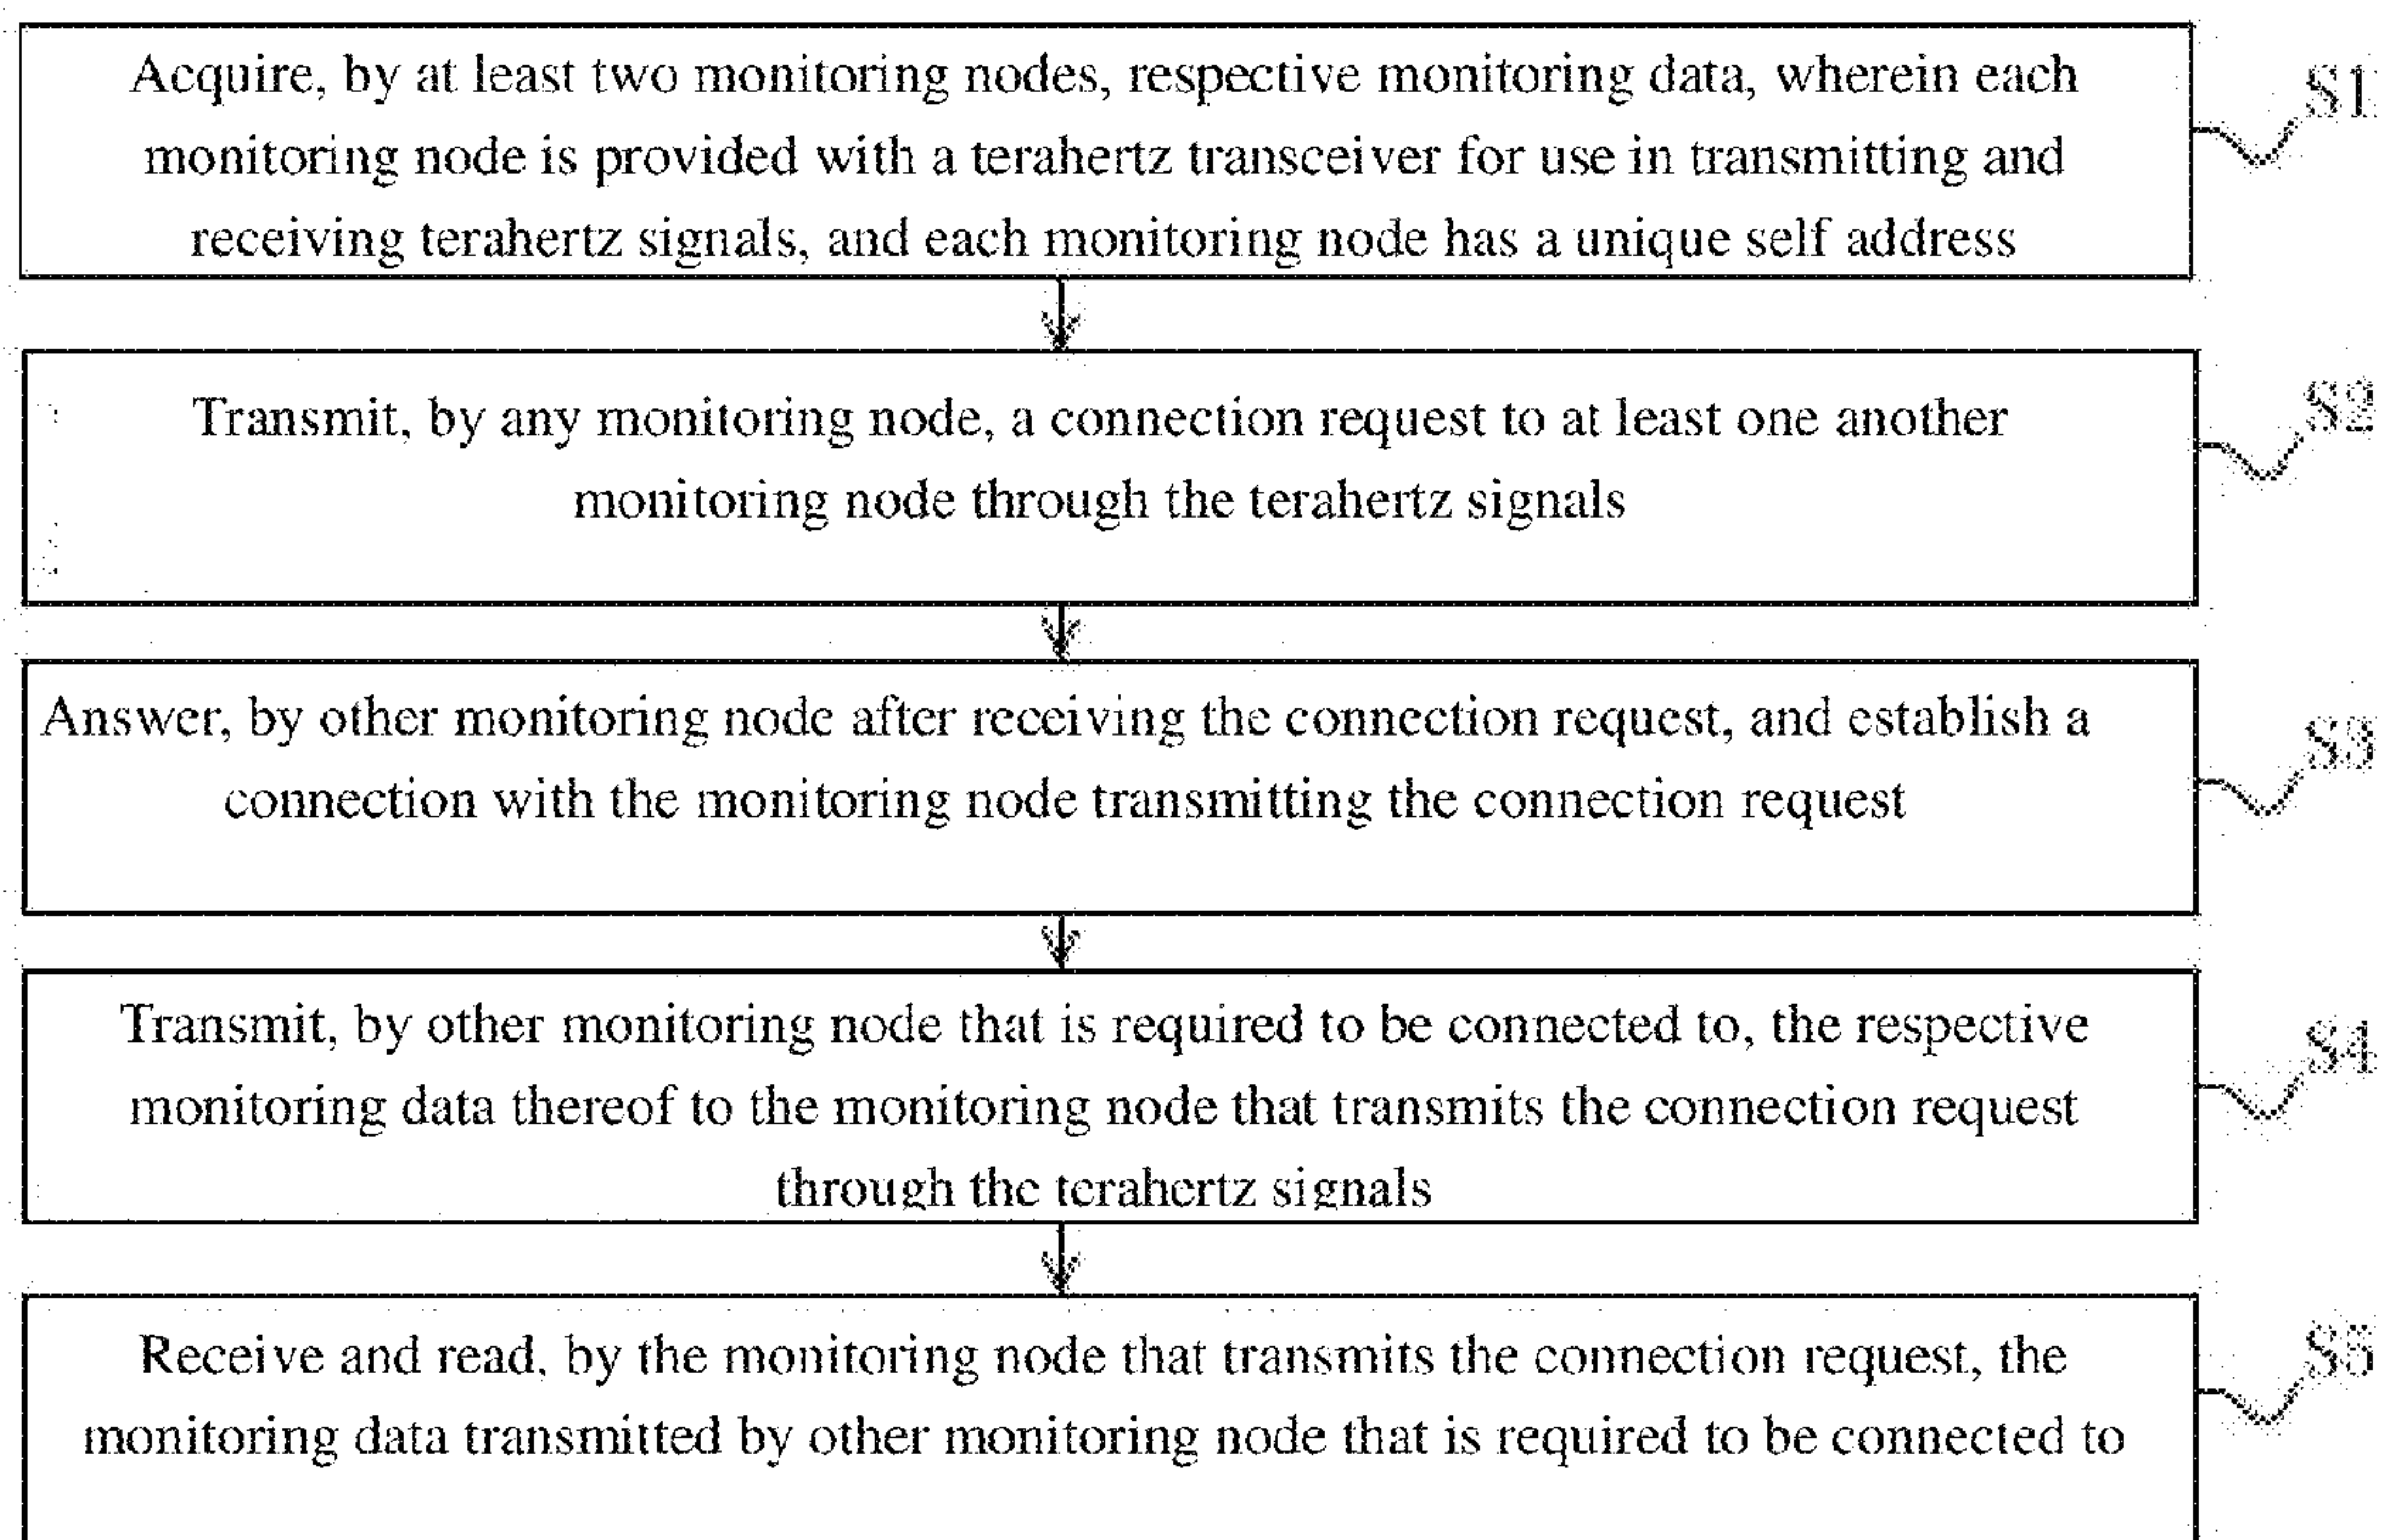 Acquire, by at least two monitoring nodes, respective monitoring data, wherein each
monitoring node is provided with a terahertz transceiver for use in transmitting and
receiving terahertz signals, and each monitoring node has a unique self address
S1
Transmit, by any monitoring node, a connection request to at least one another
monitoring node through the terahertz signals
S2
Answer, by other monitoring node after receiving the connection request, and establish a
connection with the monitoring node transmitting the connection request
S3
Transmit, by other monitoring node that is required to be connected to, the respective
monitoring data thereof to the monitoring node that transmits the connection request
through the terahertz signals
S4
Receive and read, by the monitoring node that transmits the connection request, the
monitoring data transmitted by other monitoring node that is required to be connected to
S5